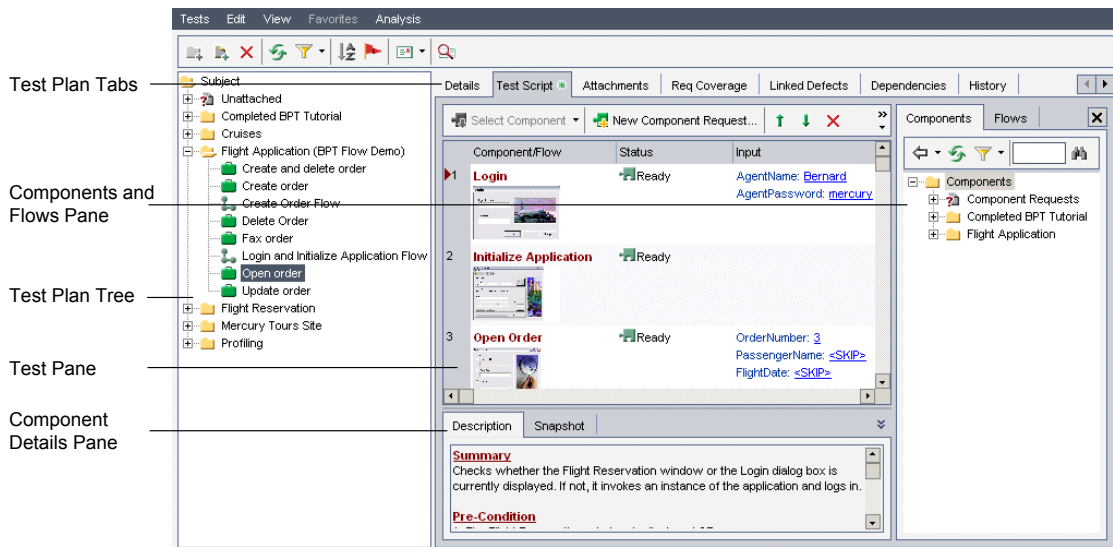 Tests Edit View Favorites Analysis
Test Plan Tabs
Components and
Flows Pane
Test Plan Tree
Test Pane
Component
Details Pane
Subject
Unattached
Completed BPT Tutorial
Cruises
Flight Application (BPT Flow Demo)
Create and delete order
Create order
Create Order Flow
Delete Order
Fax order
Login and Initialize Application Flow
Open order
Update order
Flight Reservation
Mercury Tours Site
Profiling
Details Test Script Attachments Req Coverage Linked Defects Dependencies History
Select Component New Component Request...
Component/Flow Status Input
1 Login Ready AgentName: Bernard
AgentPassword: mercury
2 Initialize Application Ready
3 Open Order Ready OrderNumber: 3
PassengerName: <SKIP>
FlightDate: <SKIP>
Description Snapshot
Summary
Checks whether the Flight Reservation window or the Login dialog box is
currently displayed. If not, it invokes an instance of the application and logs in.
Pre-Condition
Components Flows
Components
Component Requests
Completed BPT Tutorial
Flight Application